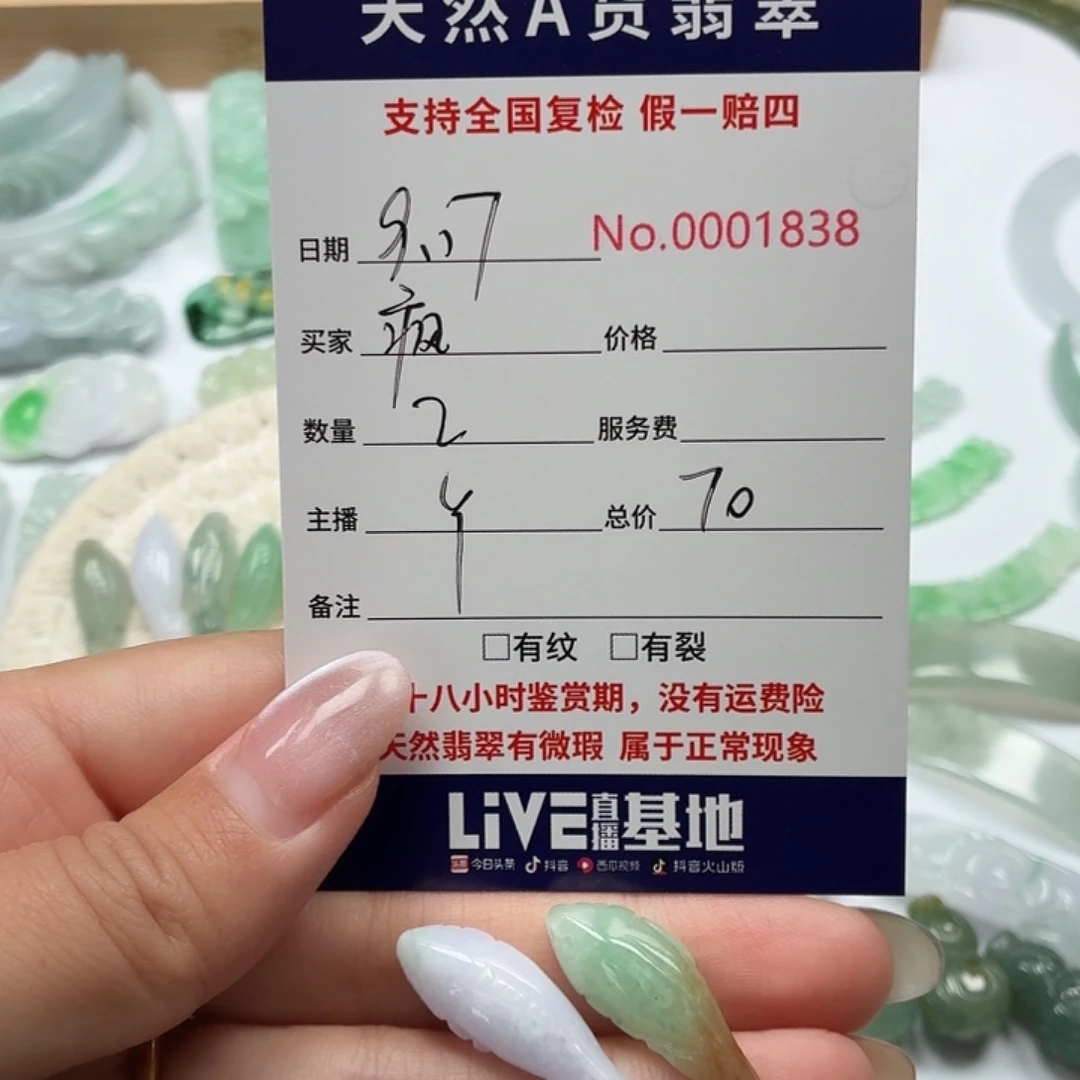 天然A货翡翠
支持全国复检 假一赔四
日期 9.17 No.0001838
买家 价格
数量 2 服务费
主播 总价 70
备注
□有纹 □有裂
十八小时鉴赏期，没有运费险
天然翡翠有微瑕 属于正常现象
LiVE直播基地
今日头条 抖音 西瓜视频 抖音火山版